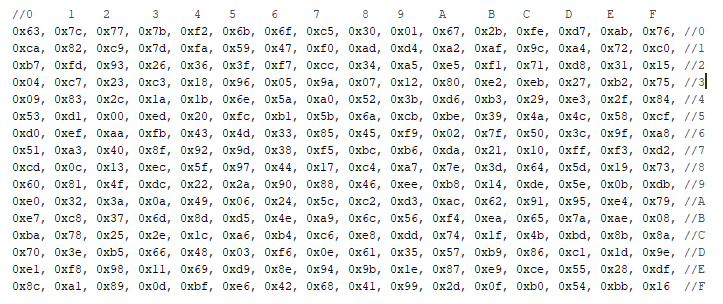 //0 1 2 3 4 5 6 7 8 9 A B C D E F
0x63, 0x7c, 0x77, 0x7b, 0xf2, 0x6b, 0x6f, 0xc5, 0x30, 0x01, 0x67, 0x2b, 0xfe, 0xd7, 0xab, 0x76, //0
0xca, 0x82, 0xc9, 0x7d, 0xfa, 0x59, 0x47, 0xf0, 0xad, 0xd4, 0xa2, 0xaf, 0x9c, 0xa4, 0x72, 0xc0, //1
0xb7, 0xfd, 0x93, 0x26, 0x36, 0x3f, 0xf7, 0xcc, 0x34, 0xa5, 0xe5, 0xf1, 0x71, 0xd8, 0x31, 0x15, //2
0x04, 0xc7, 0x23, 0xc3, 0x18, 0x96, 0x05, 0x9a, 0x07, 0x12, 0x80, 0xe2, 0xeb, 0x27, 0xb2, 0x75, //3
0x09, 0x83, 0x2c, 0x1a, 0x1b, 0x6e, 0x5a, 0xa0, 0x52, 0x3b, 0xd6, 0xb3, 0x29, 0xe3, 0x2f, 0x84, //4
0x53, 0xd1, 0x00, 0xed, 0x20, 0xfc, 0xb1, 0x5b, 0x6a, 0xcb, 0xbe, 0x39, 0x4a, 0x4c, 0x58, 0xcf, //5
0xd0, 0xef, 0xaa, 0xfb, 0x43, 0x4d, 0x33, 0x85, 0x45, 0xf9, 0x02, 0x7f, 0x50, 0x3c, 0x9f, 0xa8, //6
0x51, 0xa3, 0x40, 0x8f, 0x92, 0x9d, 0x38, 0xf5, 0xbc, 0xb6, 0xda, 0x21, 0x10, 0xff, 0xf3, 0xd2, //7
0xcd, 0x0c, 0x13, 0xec, 0x5f, 0x97, 0x44, 0x17, 0xc4, 0xa7, 0x7e, 0x3d, 0x64, 0x5d, 0x19, 0x73, //8
0x60, 0x81, 0x4f, 0xdc, 0x22, 0x2a, 0x90, 0x88, 0x46, 0xee, 0xb8, 0x14, 0xde, 0x5e, 0x0b, 0xdb, //9
0xe0, 0x32, 0x3a, 0x0a, 0x49, 0x06, 0x24, 0x5c, 0xc2, 0xd3, 0xac, 0x62, 0x91, 0x95, 0xe4, 0x79, //A
0xe7, 0xc8, 0x37, 0x6d, 0x8d, 0xd5, 0x4e, 0xa9, 0x6c, 0x56, 0xf4, 0xea, 0x65, 0x7a, 0xae, 0x08, //B
0xba, 0x78, 0x25, 0x2e, 0x1c, 0xa6, 0xb4, 0xc6, 0xe8, 0xdd, 0x74, 0x1f, 0x4b, 0xbd, 0x8b, 0x8a, //C
0x70, 0x3e, 0xb5, 0x66, 0x48, 0x03, 0xf6, 0x0e, 0x61, 0x35, 0x57, 0xb9, 0x86, 0xc1, 0x1d, 0x9e, //D
0xe1, 0xf8, 0x98, 0x11, 0x69, 0xd9, 0x8e, 0x94, 0x9b, 0x1e, 0x87, 0xe9, 0xce, 0x55, 0x28, 0xdf, //E
0x8c, 0xa1, 0x89, 0x0d, 0xbf, 0xe6, 0x42, 0x68, 0x41, 0x99, 0x2d, 0x0f, 0xb0, 0x54, 0xbb, 0x16 //F